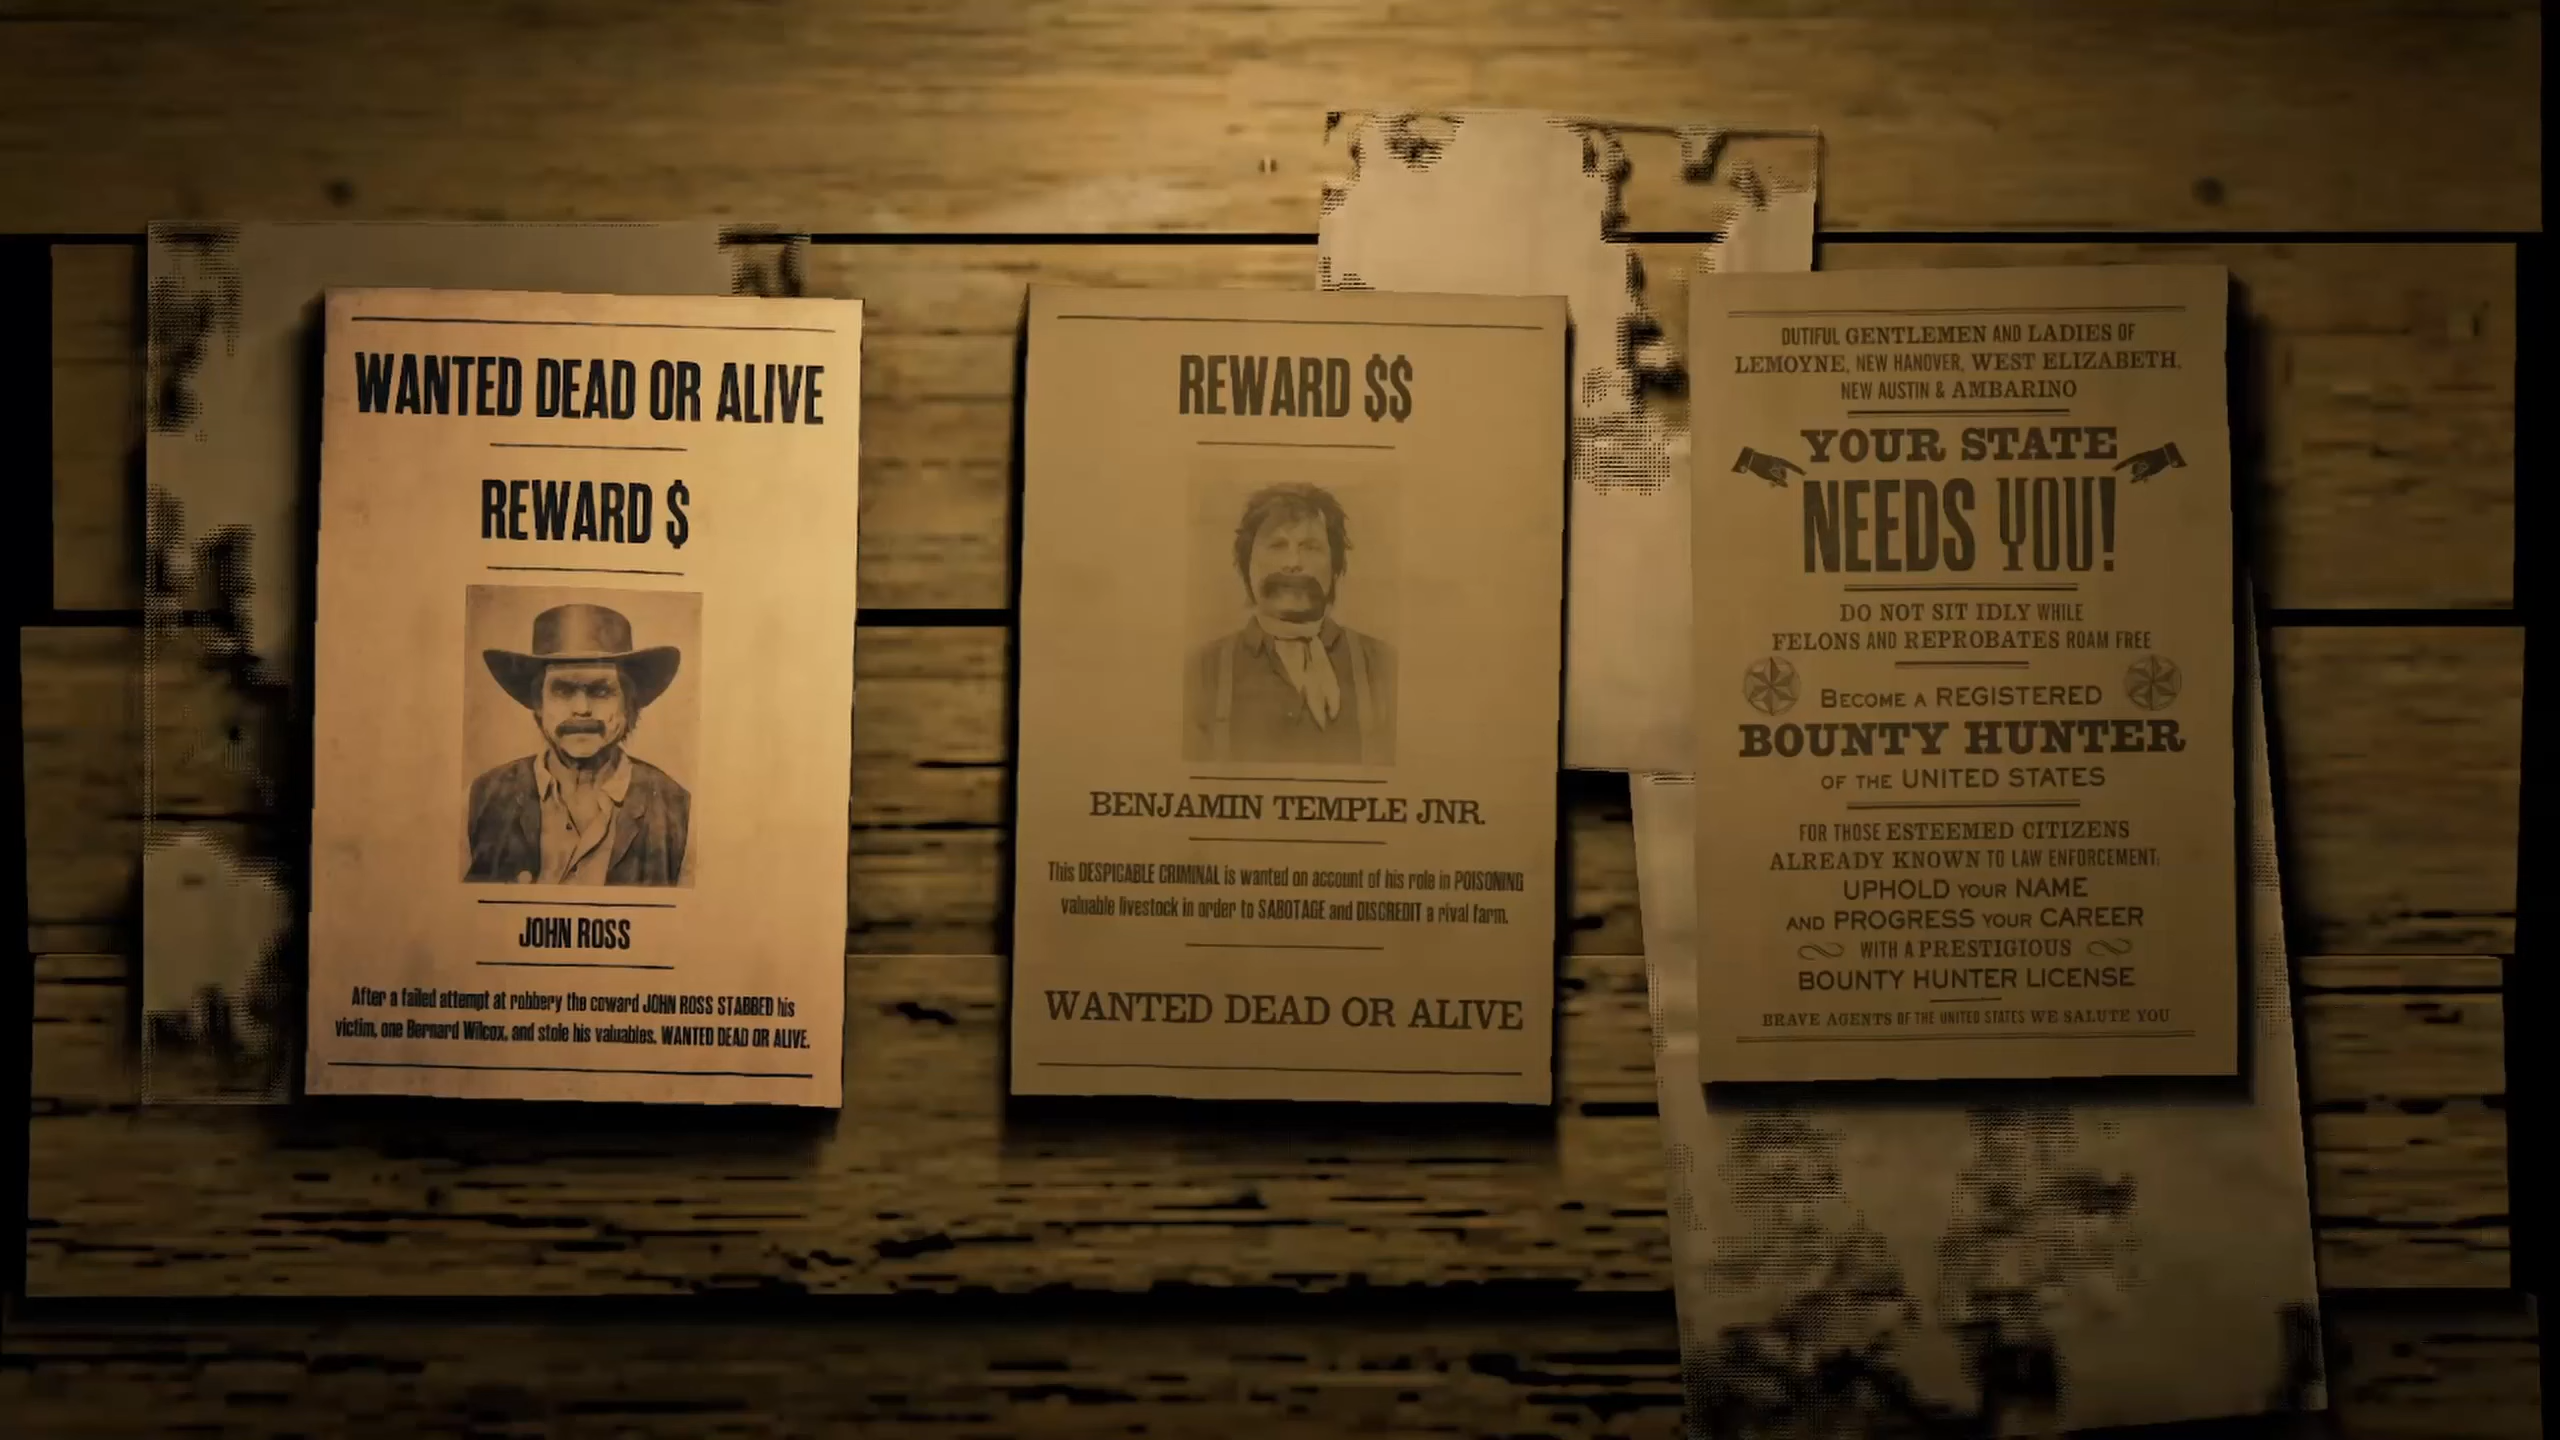 WANTED DEAD OR ALIVE
REWARD $
JOHN ROSS
After a failed attempt at robbery the coward JOHN ROSS STABBED his
victim, one Bernard Wilcox, and stole his valuables. WANTED DEAD OR ALIVE.
REWARD $$
BENJAMIN TEMPLE JNR.
This DESPICABLE CRIMINAL is wanted on account of his role in POISONING
valuable livestock in order to SABOTAGE and DISCREDIT a rival farm.
WANTED DEAD OR ALIVE
DUTIFUL GENTLEMEN AND LADIES OF
LEMOYNE, NEW HANOVER, WEST ELIZABETH,
NEW AUSTIN & AMBARINO
YOUR STATE
NEEDS YOU!
DO NOT SIT IDLY WHILE
FELONS AND REPROBATES ROAM FREE
BECOME A REGISTERED
BOUNTY HUNTER
OF THE UNITED STATES
FOR THOSE ESTEEMED CITIZENS
ALREADY KNOWN TO LAW ENFORCEMENT:
UPHOLD YOUR NAME
AND PROGRESS YOUR CAREER
WITH A PRESTIGIOUS
BOUNTY HUNTER LICENSE
BRAVE AGENTS OF THE UNITED STATES WE SALUTE YOU